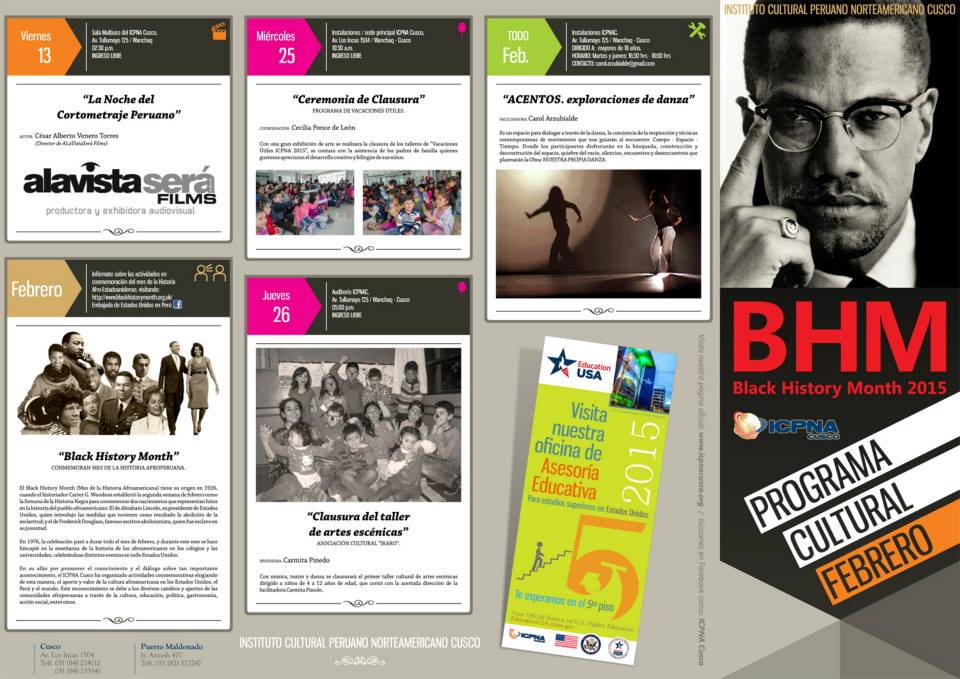 Viernes
13
Sala Multiuso del ICPNA Cusco,
Av. Tullumayo 125 / Wanchaq
02:30 p.m.
INGRESO LIBRE
“La Noche del
Cortometraje Peruano”
AUTOR: César Alberto Venero Torres
(Director de ALaVistaSerá Films)
alavistaserá
FILMS
productora y exhibidora audiovisual
Febrero
Infórmate sobre las actividades en
conmemoración del mes de la Historia
Afro-Estadounidense, visitando:
http://www.blackhistorymonth.org.uk/
Embajada de Estados Unidos en Perú
“Black History Month”
CONMEMORAN MES DE LA HISTORIA AFROPERUANA.
El Black History Month (Mes de la Historia Afroamericana) tiene su origen en 1926,
cuando el historiador Carter G. Woodson estableció la segunda semana de febrero como
la Semana de la Historia Negra para conmemorar dos nacimientos que representan hitos
en la historia del pueblo afroamericano: El de Abraham Lincoln, su presidente de Estados
Unidos, quien introdujo las medidas que tuvieron como resultado la abolición de la
esclavitud; y el de Frederick Douglass, famoso escritor abolicionista, quien fue esclavo en
su juventud.
En 1976, la celebración pasó a durar todo el mes de febrero, y durante este mes se hace
hincapié en la enseñanza de la historia de los afroamericanos en los colegios y las
universidades, celebrándose distintos eventos en todo Estados Unidos.
En su afán por promover el conocimiento y el diálogo sobre tan importante
acontecimiento, el ICPNA Cusco ha organizado actividades conmemorativas elogiando
de esta manera, el aporte y valor de la cultura afroamericana en los Estados Unidos, Perú
y el mundo. Este reconocimiento se debe a los diversos cambios y aportes de las
comunidades afroperuanas a través de la cultura, educación, política, gastronomía,
acción social, entre otros.
Cusco
Av. Los Incas 1504
Telf. 051 (84) 224112
051 (84) 233541
Puerto Maldonado
Jr. Ancash 470
Telf. 051 (82) 572247
Miércoles
25
Instalaciones / sede principal ICPNA Cusco,
Av. Los Incas 1504 / Wanchaq - Cusco
10:30 a.m.
INGRESO LIBRE
“Ceremonia de Clausura”
PROGRAMA DE VACACIONES ÚTILES.
COORDINACIÓN: Cecilia Ponce de León
Con una gran exhibición de arte se realizara la clausura de los talleres de “Vacaciones
Útiles ICPNA 2015”, se contara con la asistencia de los padres de familia quienes
gustosos apreciaran el desarrollo creativo y bilingüe de sus niños.
Jueves
26
Auditorio ICPNAC,
Av. Tullumayo 125 / Wanchaq - Cusco
05:00 p.m.
INGRESO LIBRE
“Clausura del taller
de artes escénicas”
ASOCIACIÓN CULTURAL “IKARO”.
PROFESORA: Carmita Pinedo
Con música, teatro y danza se clausurará el primer taller cultural de artes escénicas
dirigido a niños de 4 a 12 años de edad, que contó con la acertada dirección de la
facilitadora Carmita Pinedo.
INSTITUTO CULTURAL PERUANO NORTEAMERICANO CUSCO
TODO
Feb.
Instalaciones ICPNAC,
Av. Tullumayo 125 / Wanchaq - Cusco
DIRIGIDO A: mayores de 18 años.
HORARIO: Martes y jueves: 16:30 hrs - 18:00 hrs
CONTACTO: carol.arzubialde@gmail.com
“ACENTOS. exploraciones de danza”
FACILITADORA: Carol Arzubialde
Es un espacio para dialogar a través de la danza, la conciencia de la respiración y técnicas
contemporáneas de movimiento que nos guiarán al encuentro: Cuerpo - Espacio -
Tiempo. Donde los participantes disfrutarán en la búsqueda, construcción y
deconstrucción del espacio, quiebre del vacío, silencios, encuentros y desencuentros que
plasmarán la Obra: NUESTRA PROPIA DANZA.
Education
USA
Visita
nuestra
oficina de
Asesoría
Educativa
2015
Para estudios superiores en Estados Unidos.
5
Te esperamos en el 5to piso
Your Official Source on U.S. Higher Education
EducationUSA.state.gov
ICPNA
CUSCO
Visita nuestra página oficial: www.icpnacusco.org / búscanos en Facebook como: ICPNA Cusco
INSTITUTO CULTURAL PERUANO NORTEAMERICANO CUSCO
BHM
Black History Month 2015
ICPNA
CUSCO
PROGRAMA
CULTURAL
FEBRERO